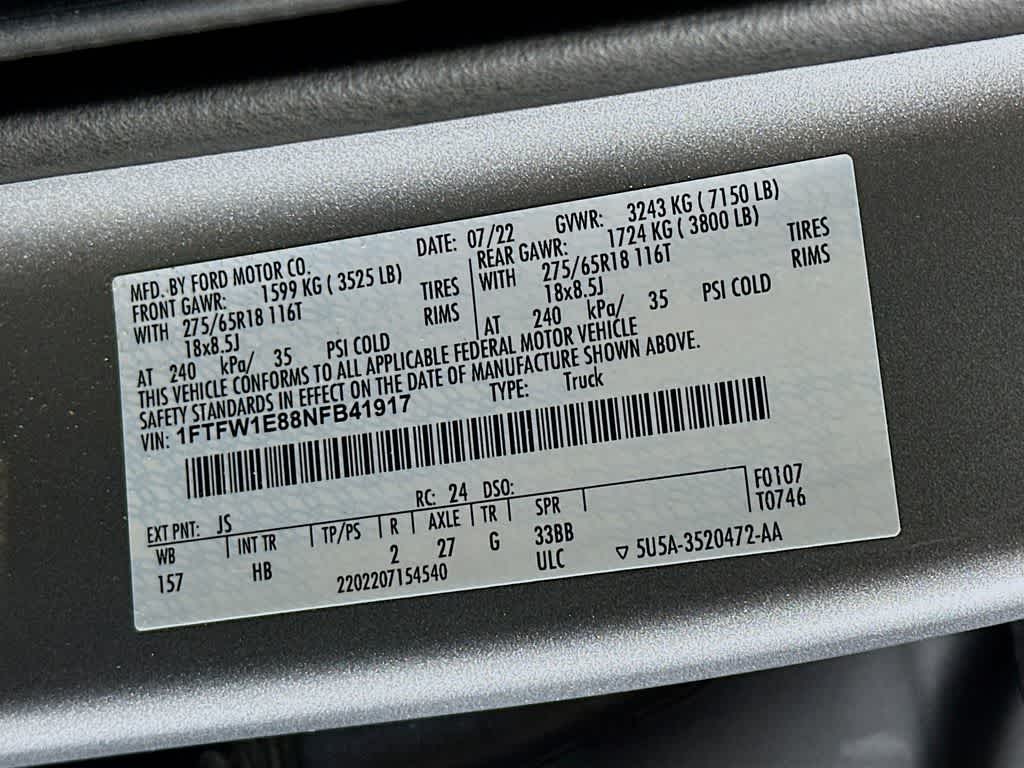 MFD. BY FORD MOTOR CO.
DATE: 07/22 GVWR: 3243 KG ( 7150 LB)
FRONT GAWR: 1599 KG ( 3525 LB)
REAR GAWR: 1724 KG ( 3800 LB)
WITH 275/65R18 116T TIRES
WITH 275/65R18 116T TIRES
18x8.5J RIMS
18x8.5J RIMS
AT 240 kPa/ 35 PSI COLD
AT 240 kPa/ 35 PSI COLD
THIS VEHICLE CONFORMS TO ALL APPLICABLE FEDERAL MOTOR VEHICLE
SAFETY STANDARDS IN EFFECT ON THE DATE OF MANUFACTURE SHOWN ABOVE.
VIN: 1FTFW1E88NFB41917 TYPE: Truck
F0107
EXT PNT: JS RC: 24 DSO: T0746
WB INT TR TP/PS R AXLE TR SPR
157 HB 2 27 G 33BB
2202207154540 ULC ▽ 5U5A-3520472-AA